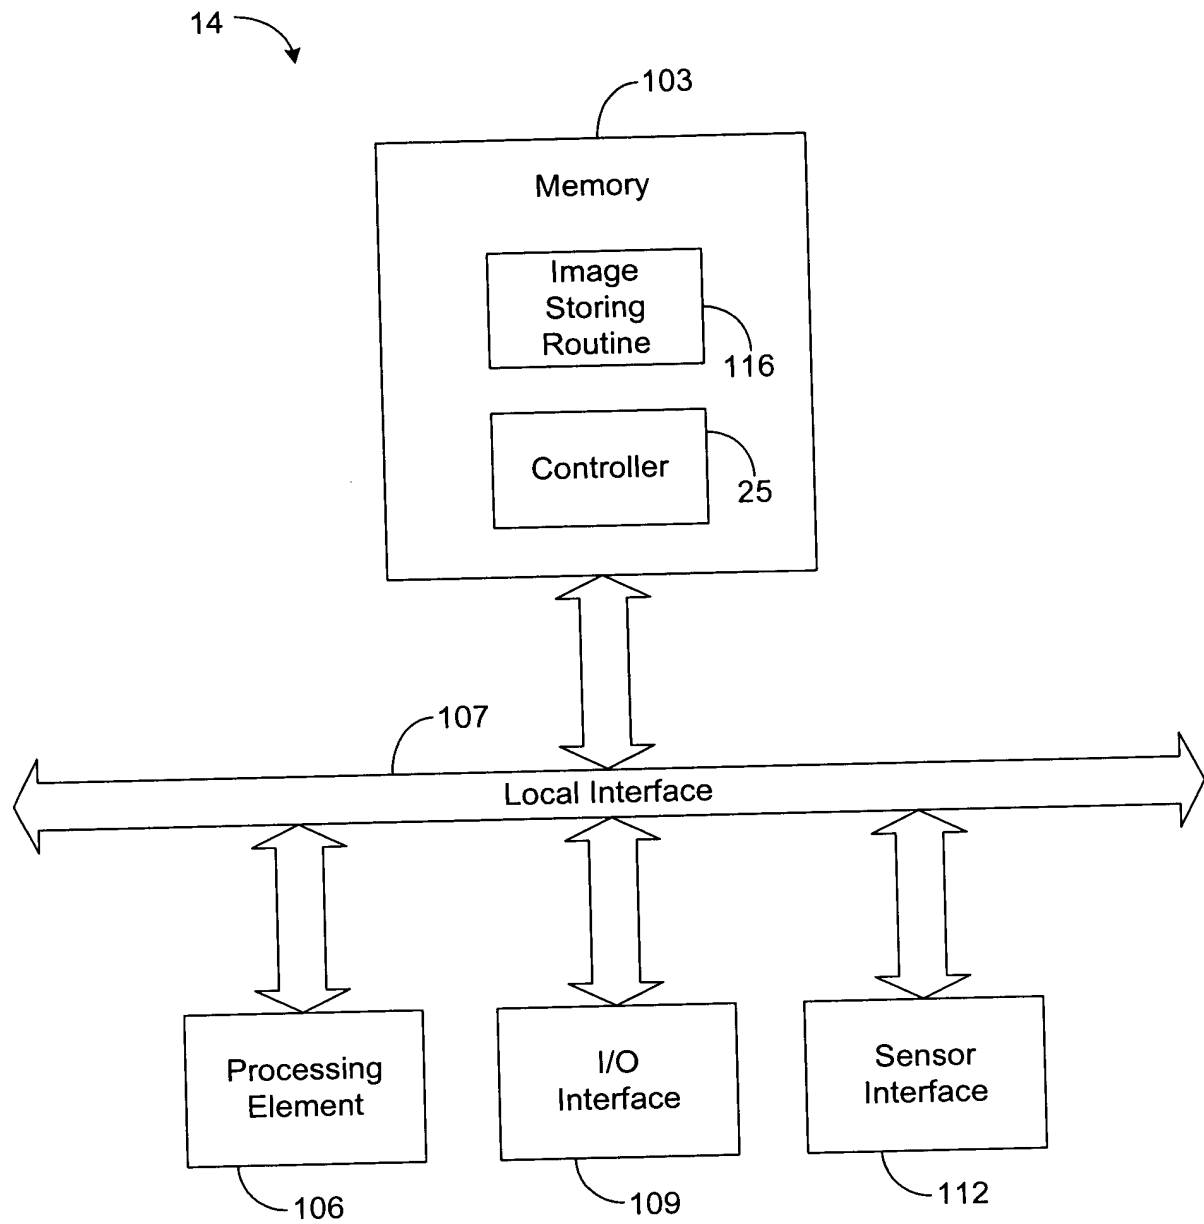 14
103
Memory
Image
Storing
Routine
116
Controller
25
107
Local Interface
Processing
Element
I/O
Interface
Sensor
Interface
106
109
112